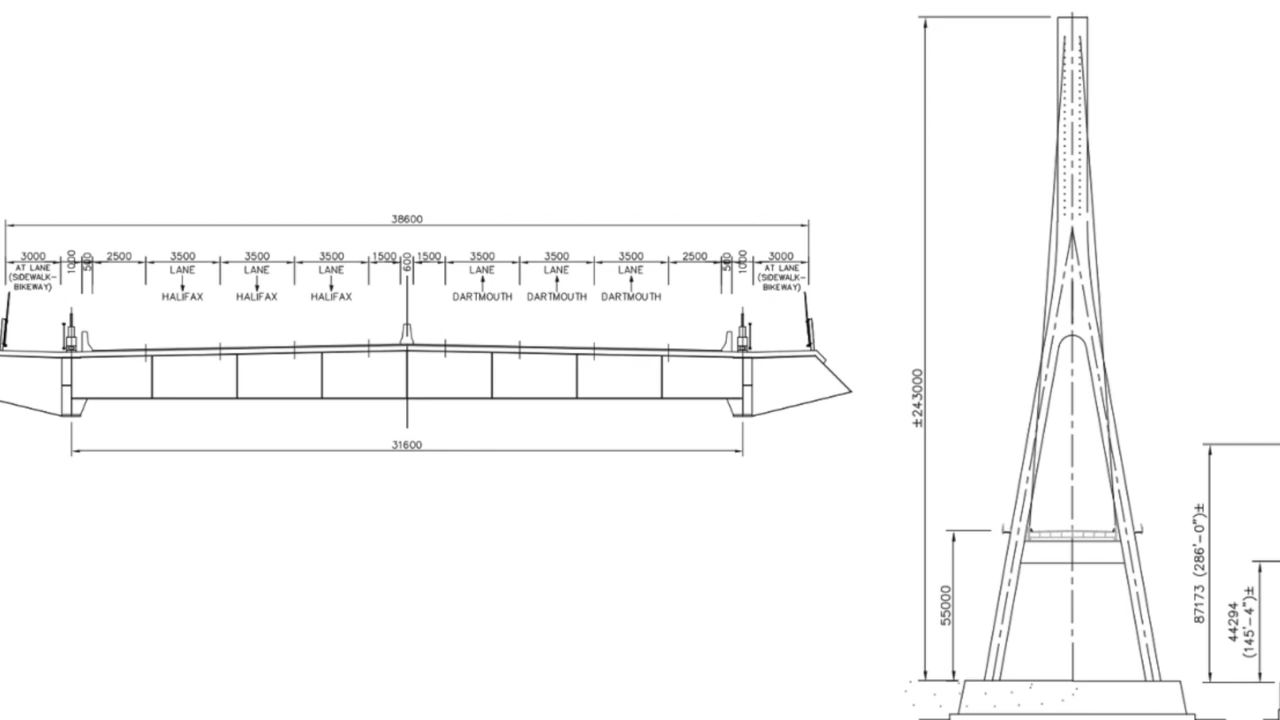 38600
3000
1000
500
2500
3500
3500
3500
1500
600
1500
3500
3500
3500
2500
500
1000
3000
AT LANE
(SIDEWALK-
BIKEWAY)
LANE
HALIFAX
LANE
HALIFAX
LANE
HALIFAX
LANE
DARTMOUTH
LANE
DARTMOUTH
LANE
DARTMOUTH
AT LANE
(SIDEWALK-
BIKEWAY)
31600
±243000
55000
87173 (286'-0")±
44294
(145'-4")±